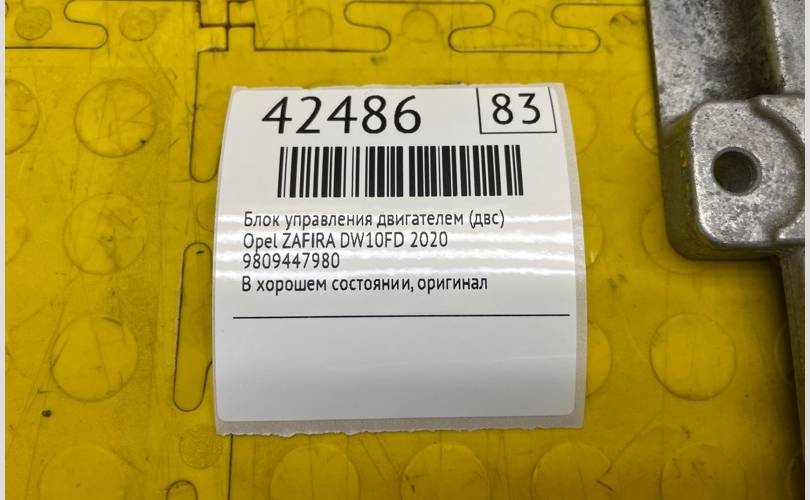 42486 83
Блок управления двигателем (двс)
Opel ZAFIRA DW10FD 2020
9809447980
В хорошем состоянии, оригинал